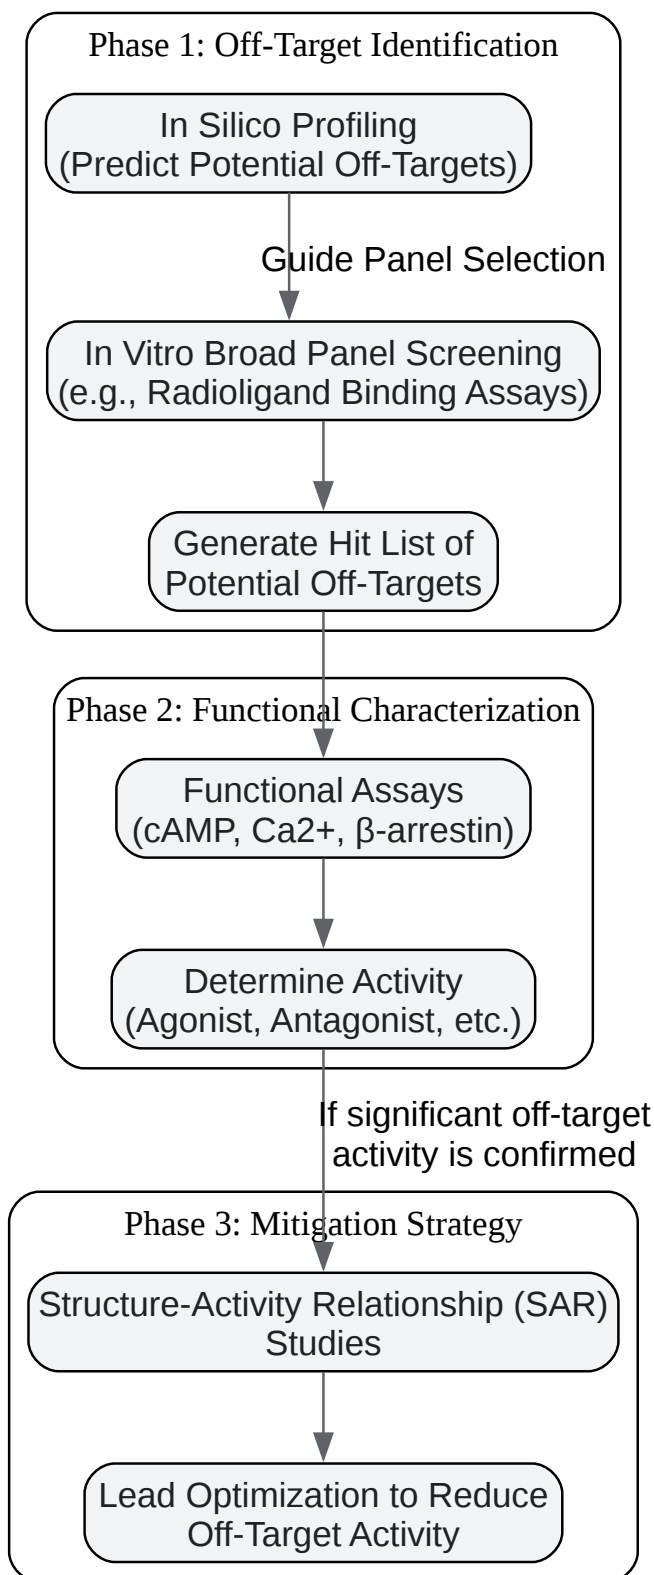 Phase 1: Off-Target Identification
In Silico Profiling
(Predict Potential Off-Targets)
Guide Panel Selection
In Vitro Broad Panel Screening
(e.g., Radioligand Binding Assays)
Generate Hit List of
Potential Off-Targets
Phase 2: Functional Characterization
Functional Assays
(cAMP, Ca2+, β-arrestin)
Determine Activity
(Agonist, Antagonist, etc.)
If significant off-target
activity is confirmed
Phase 3: Mitigation Strategy
Structure-Activity Relationship (SAR)
Studies
Lead Optimization to Reduce
Off-Target Activity